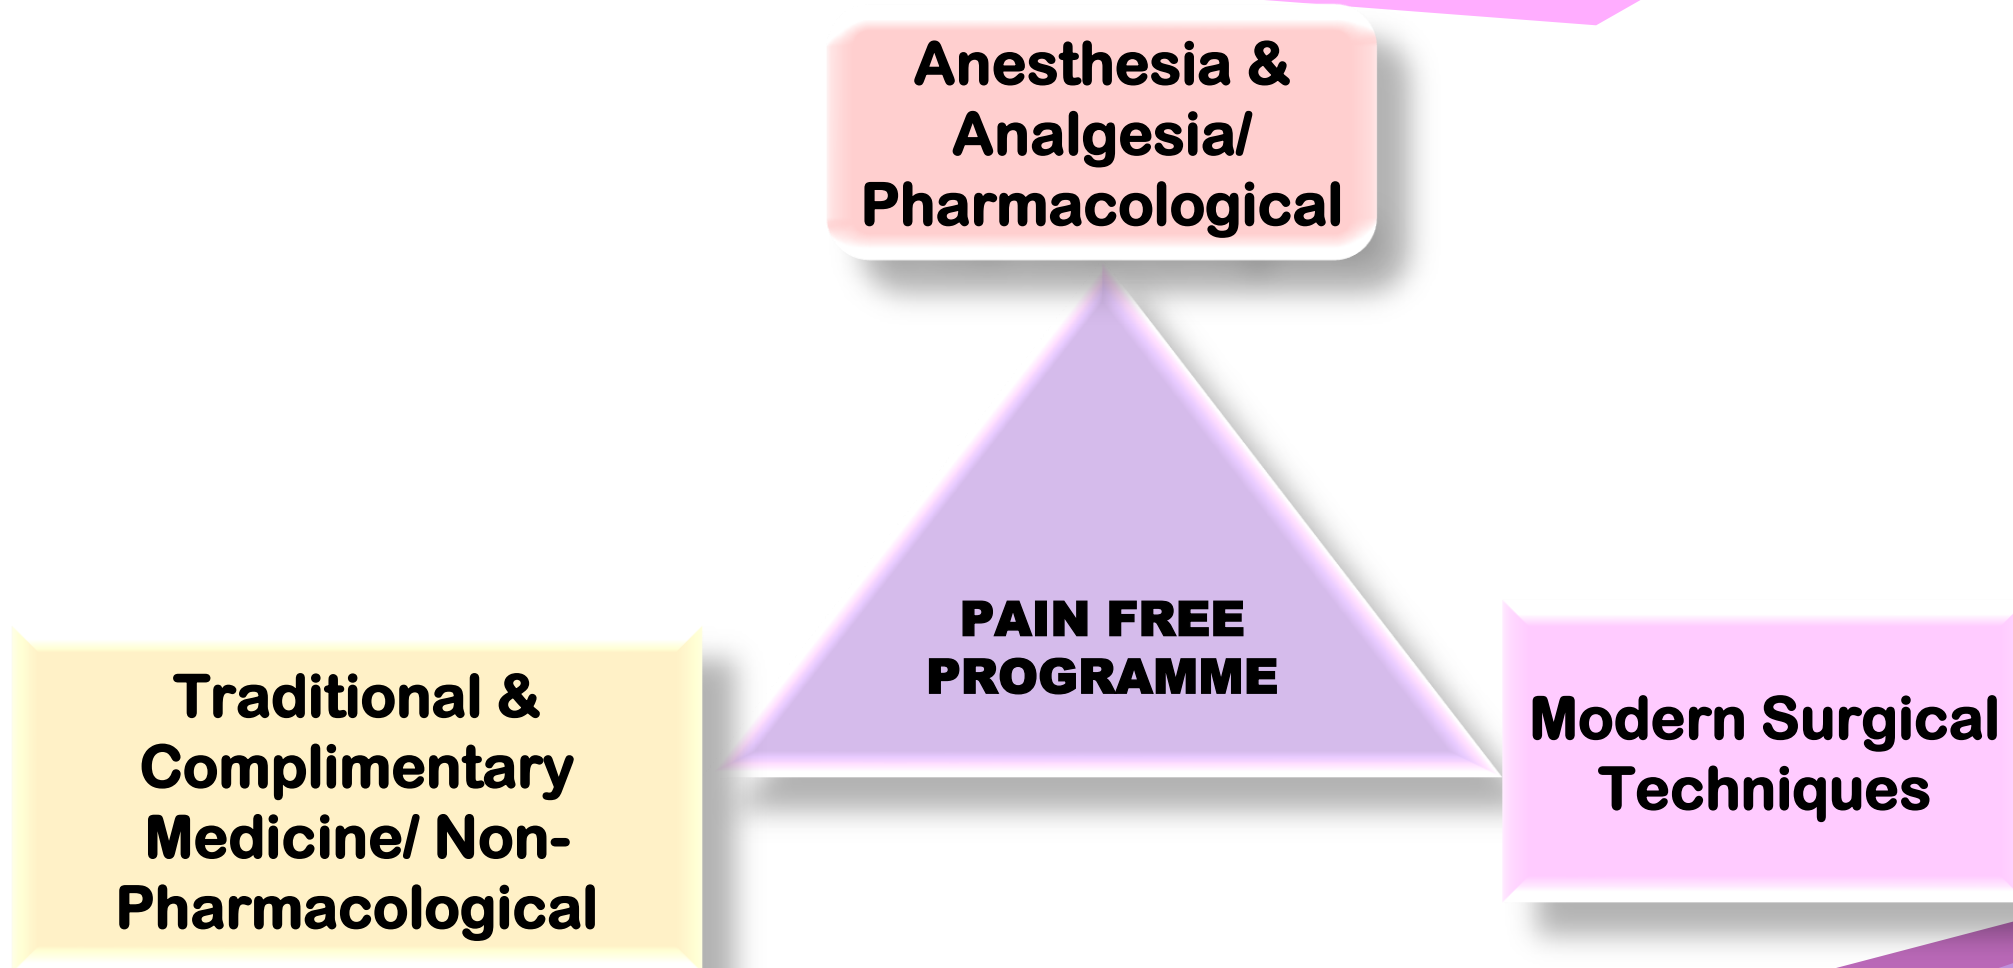 Anesthesia &
Analgesia/
Pharmacological
PAIN FREE
PROGRAMME
Traditional &
Complimentary
Medicine/ Non-
Pharmacological
Modern Surgical
Techniques